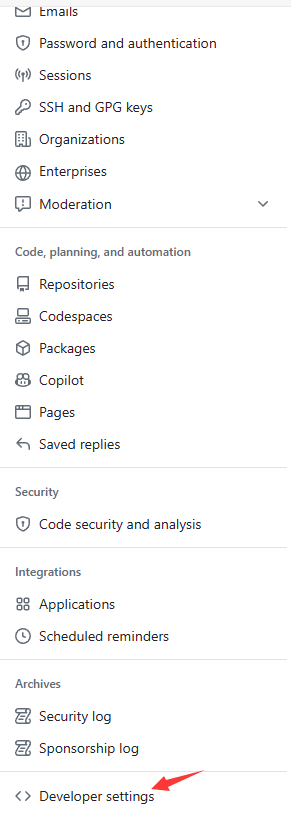 Emails
Password and authentication
Sessions
SSH and GPG keys
Organizations
Enterprises
Moderation
Code, planning, and automation
Repositories
Codespaces
Packages
Copilot
Pages
Saved replies
Security
Code security and analysis
Integrations
Applications
Scheduled reminders
Archives
Security log
Sponsorship log
Developer settings